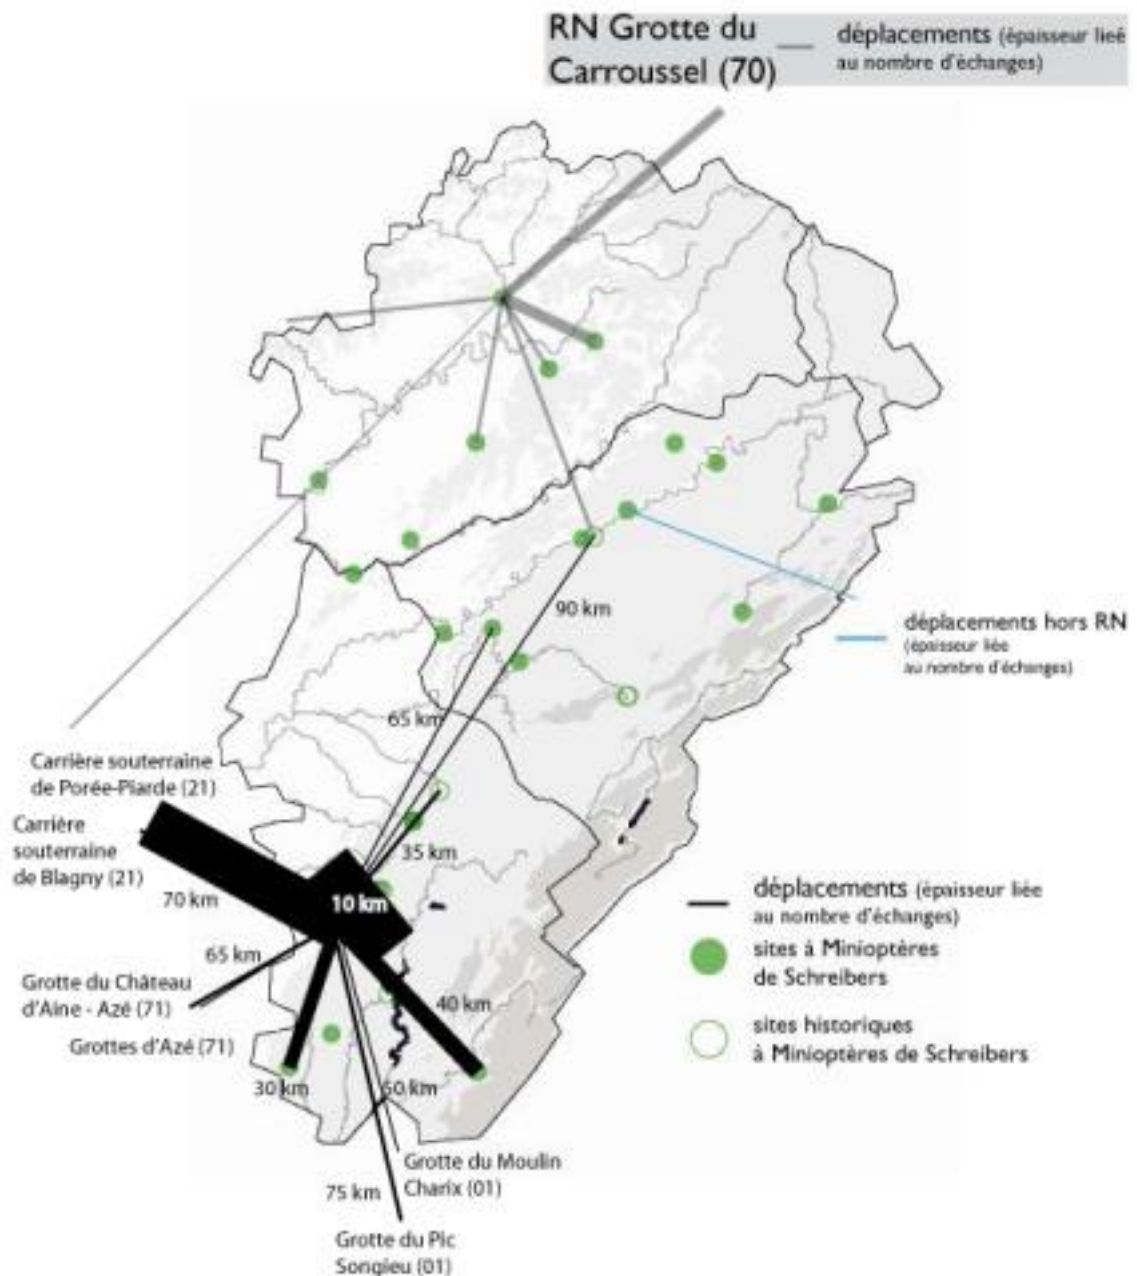 RN Grotte du
Carroussel (70)
déplacements (épaisseur lieé
au nombre d'échanges)
90 km
déplacements hors RN
(épaisseur liée
au nombre d'échanges)
65 km
Carrière souterraine
de Porée-Piarde (21)
Carrière
souterraine
de Blagny (21)
35 km
70 km
10 km
déplacements (épaisseur liée
au nombre d'échanges)
sites à Minioptères
de Schreibers
65 km
Grotte du Château
d'Aine - Azé (71)
40 km
Grottes d'Azé (71)
sites historiques
à Minioptères de Schreibers
30 km
50 km
Grotte du Moulin
Charix (01)
75 km
Grotte du Pic
Songieu (01)